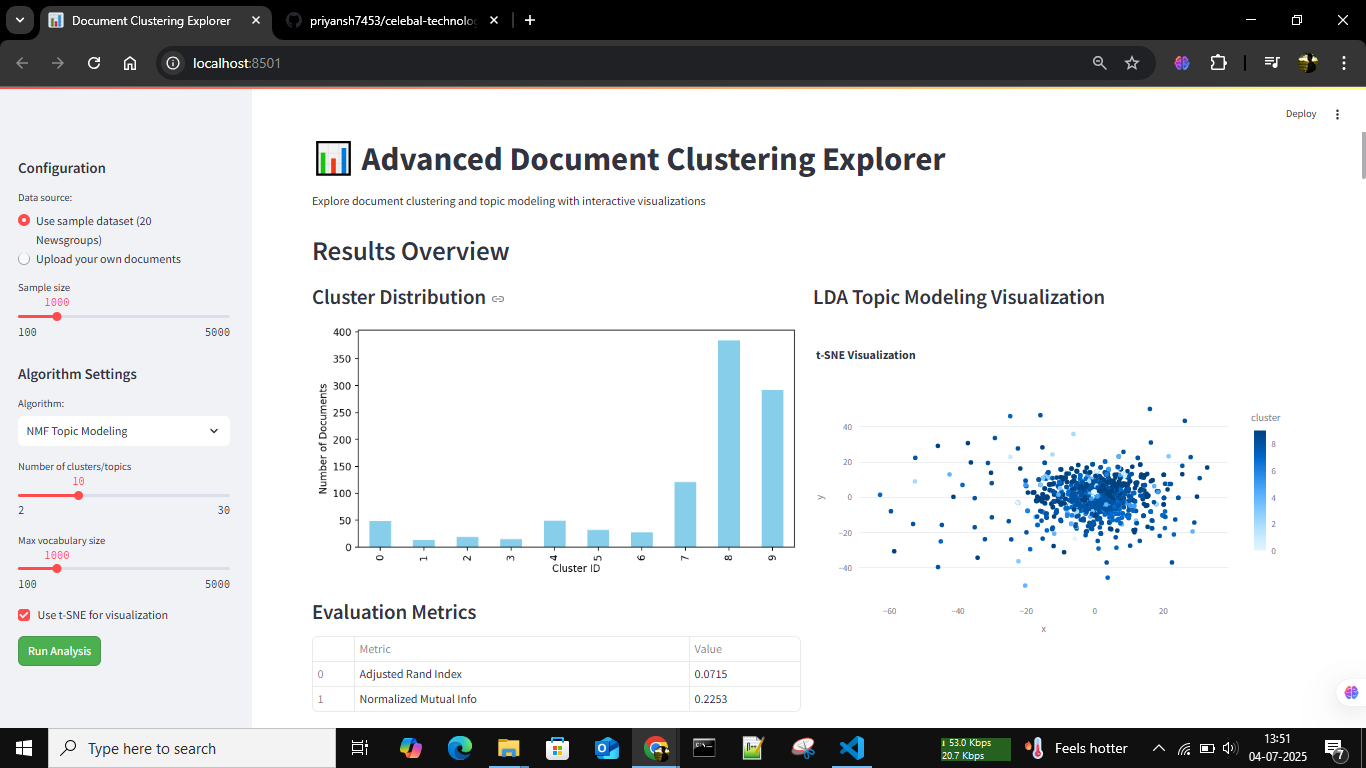 Document Clustering Explorer
priyansh7453/celebal-technolog
localhost:8501
Deploy
Configuration
Data source:
Use sample dataset (20
Newsgroups)
Upload your own documents
Sample size
1000
100 5000
Algorithm Settings
Algorithm:
NMF Topic Modeling
Number of clusters/topics
10
2 30
Max vocabulary size
1000
100 5000
Use t-SNE for visualization
Run Analysis
Advanced Document Clustering Explorer
Explore document clustering and topic modeling with interactive visualizations
Results Overview
Cluster Distribution
400
350
300
250
200
150
100
50
0
Number of Documents
0 1 2 3 4 5 6 7 8 9
Cluster ID
LDA Topic Modeling Visualization
t-SNE Visualization
cluster
8
6
4
2
0
40
20
0
−20
−40
y
−60 −40 −20 0 20
x
Evaluation Metrics
Metric Value
0 Adjusted Rand Index 0.0715
1 Normalized Mutual Info 0.2253
Type here to search
53.0 Kbps
20.7 Kbps
Feels hotter
13:51
04-07-2025
7